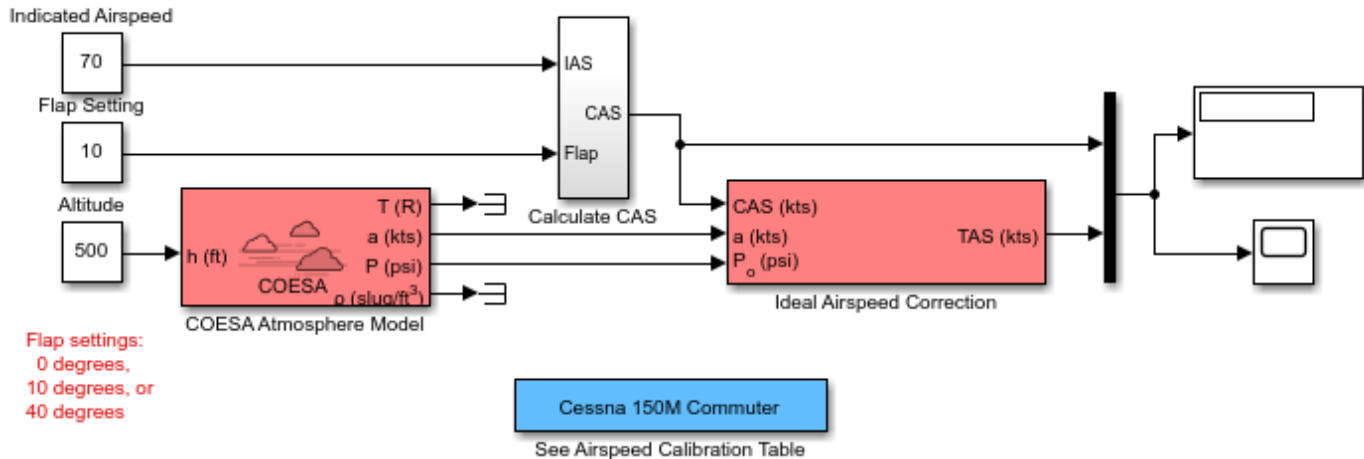 Indicated Airspeed
70
Flap Setting
10
Altitude
500
IAS
CAS
Flap
Calculate CAS
h (ft)
T (R)
a (kts)
P (psi)
ρ (slug/ft³)
COESA
COESA Atmosphere Model
CAS (kts)
a (kts)
P₀ (psi)
TAS (kts)
Ideal Airspeed Correction
Flap settings:
0 degrees,
10 degrees, or
40 degrees
Cessna 150M Commuter
See Airspeed Calibration Table